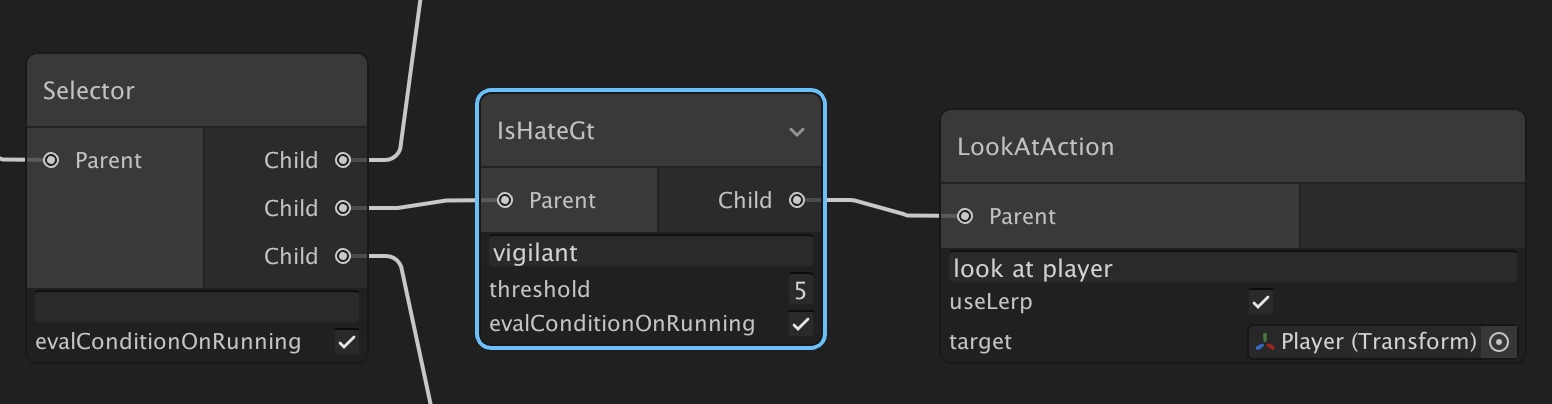 Selector
Parent
Child
Child
Child
evalConditionOnRunning
IsHateGt
Parent
Child
vigilant
threshold 5
evalConditionOnRunning
LookAtAction
Parent
look at player
useLerp
target Player (Transform)